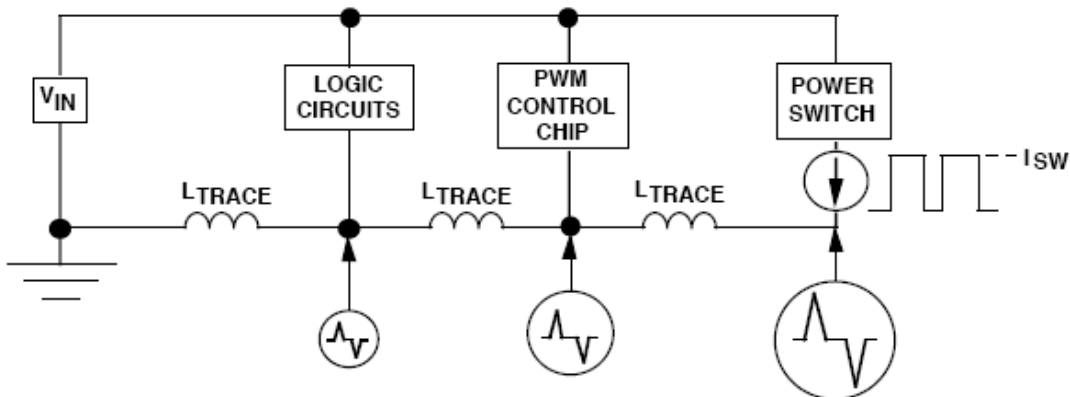 VIN
LOGIC
CIRCUITS
PWM
CONTROL
CHIP
POWER
SWITCH
ISW
LTRACE
LTRACE
LTRACE